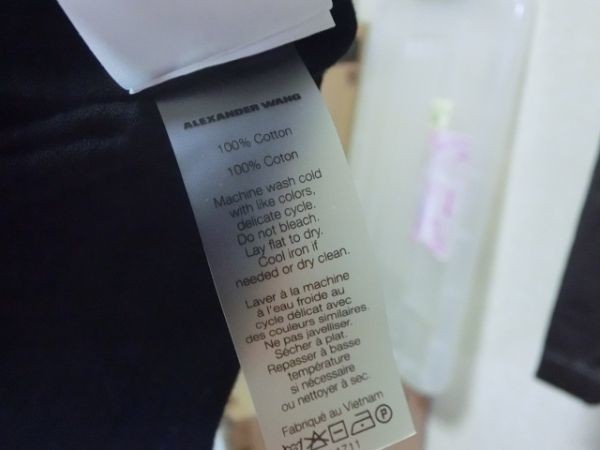 ALEXANDER WANG
100% Cotton
100% Coton
Machine wash cold
with like colors,
delicate cycle.
Do not bleach.
Lay flat to dry.
Cool iron if
needed or dry clean.
Laver à la machine
à l'eau froide au
cycle délicat avec
des couleurs similaires.
Ne pas javelliser.
Sécher à plat.
Repasser à basse
température
si nécessaire
ou nettoyer à sec.
Fabriqué au Vietnam
P